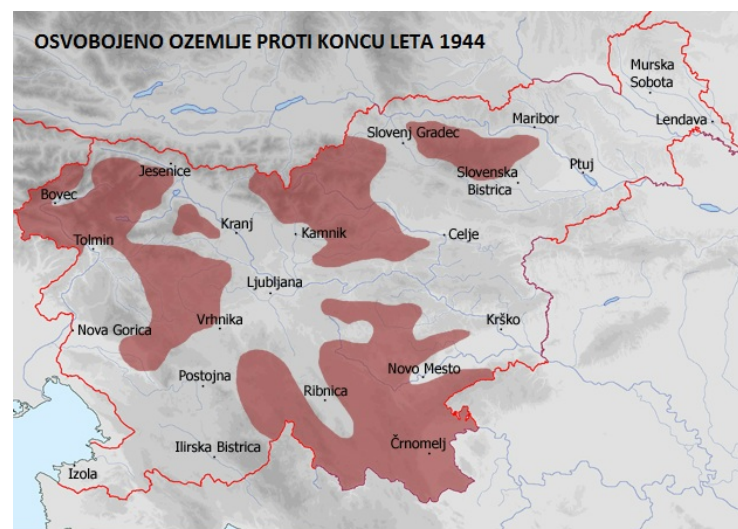 OSVOBOJENO OZEMLJE PROTI KONCU LETA 1944
Murska
Sobota
Maribor
Lendava
Slovenj Gradec
Jesenice
Slovenska
Bistrica
Ptuj
Bovec
Kranj
Kamnik
Celje
Tolmin
Ljubljana
Nova Gorica
Vrhnika
Krško
Postojna
Ribnica
Novo Mesto
Ilirska Bistrica
Črnomelj
Izola